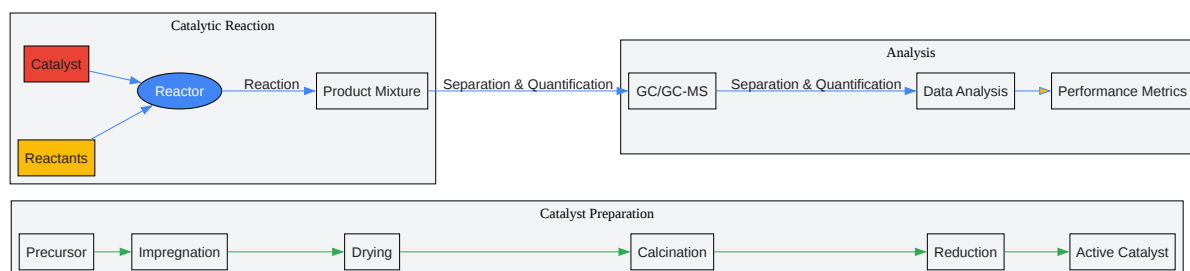 Catalytic Reaction
Catalyst
Reactants
Reactor
Reaction
Product Mixture
Separation & Quantification
Analysis
GC/GC-MS
Separation & Quantification
Data Analysis
Performance Metrics
Catalyst Preparation
Precursor
Impregnation
Drying
Calcination
Reduction
Active Catalyst